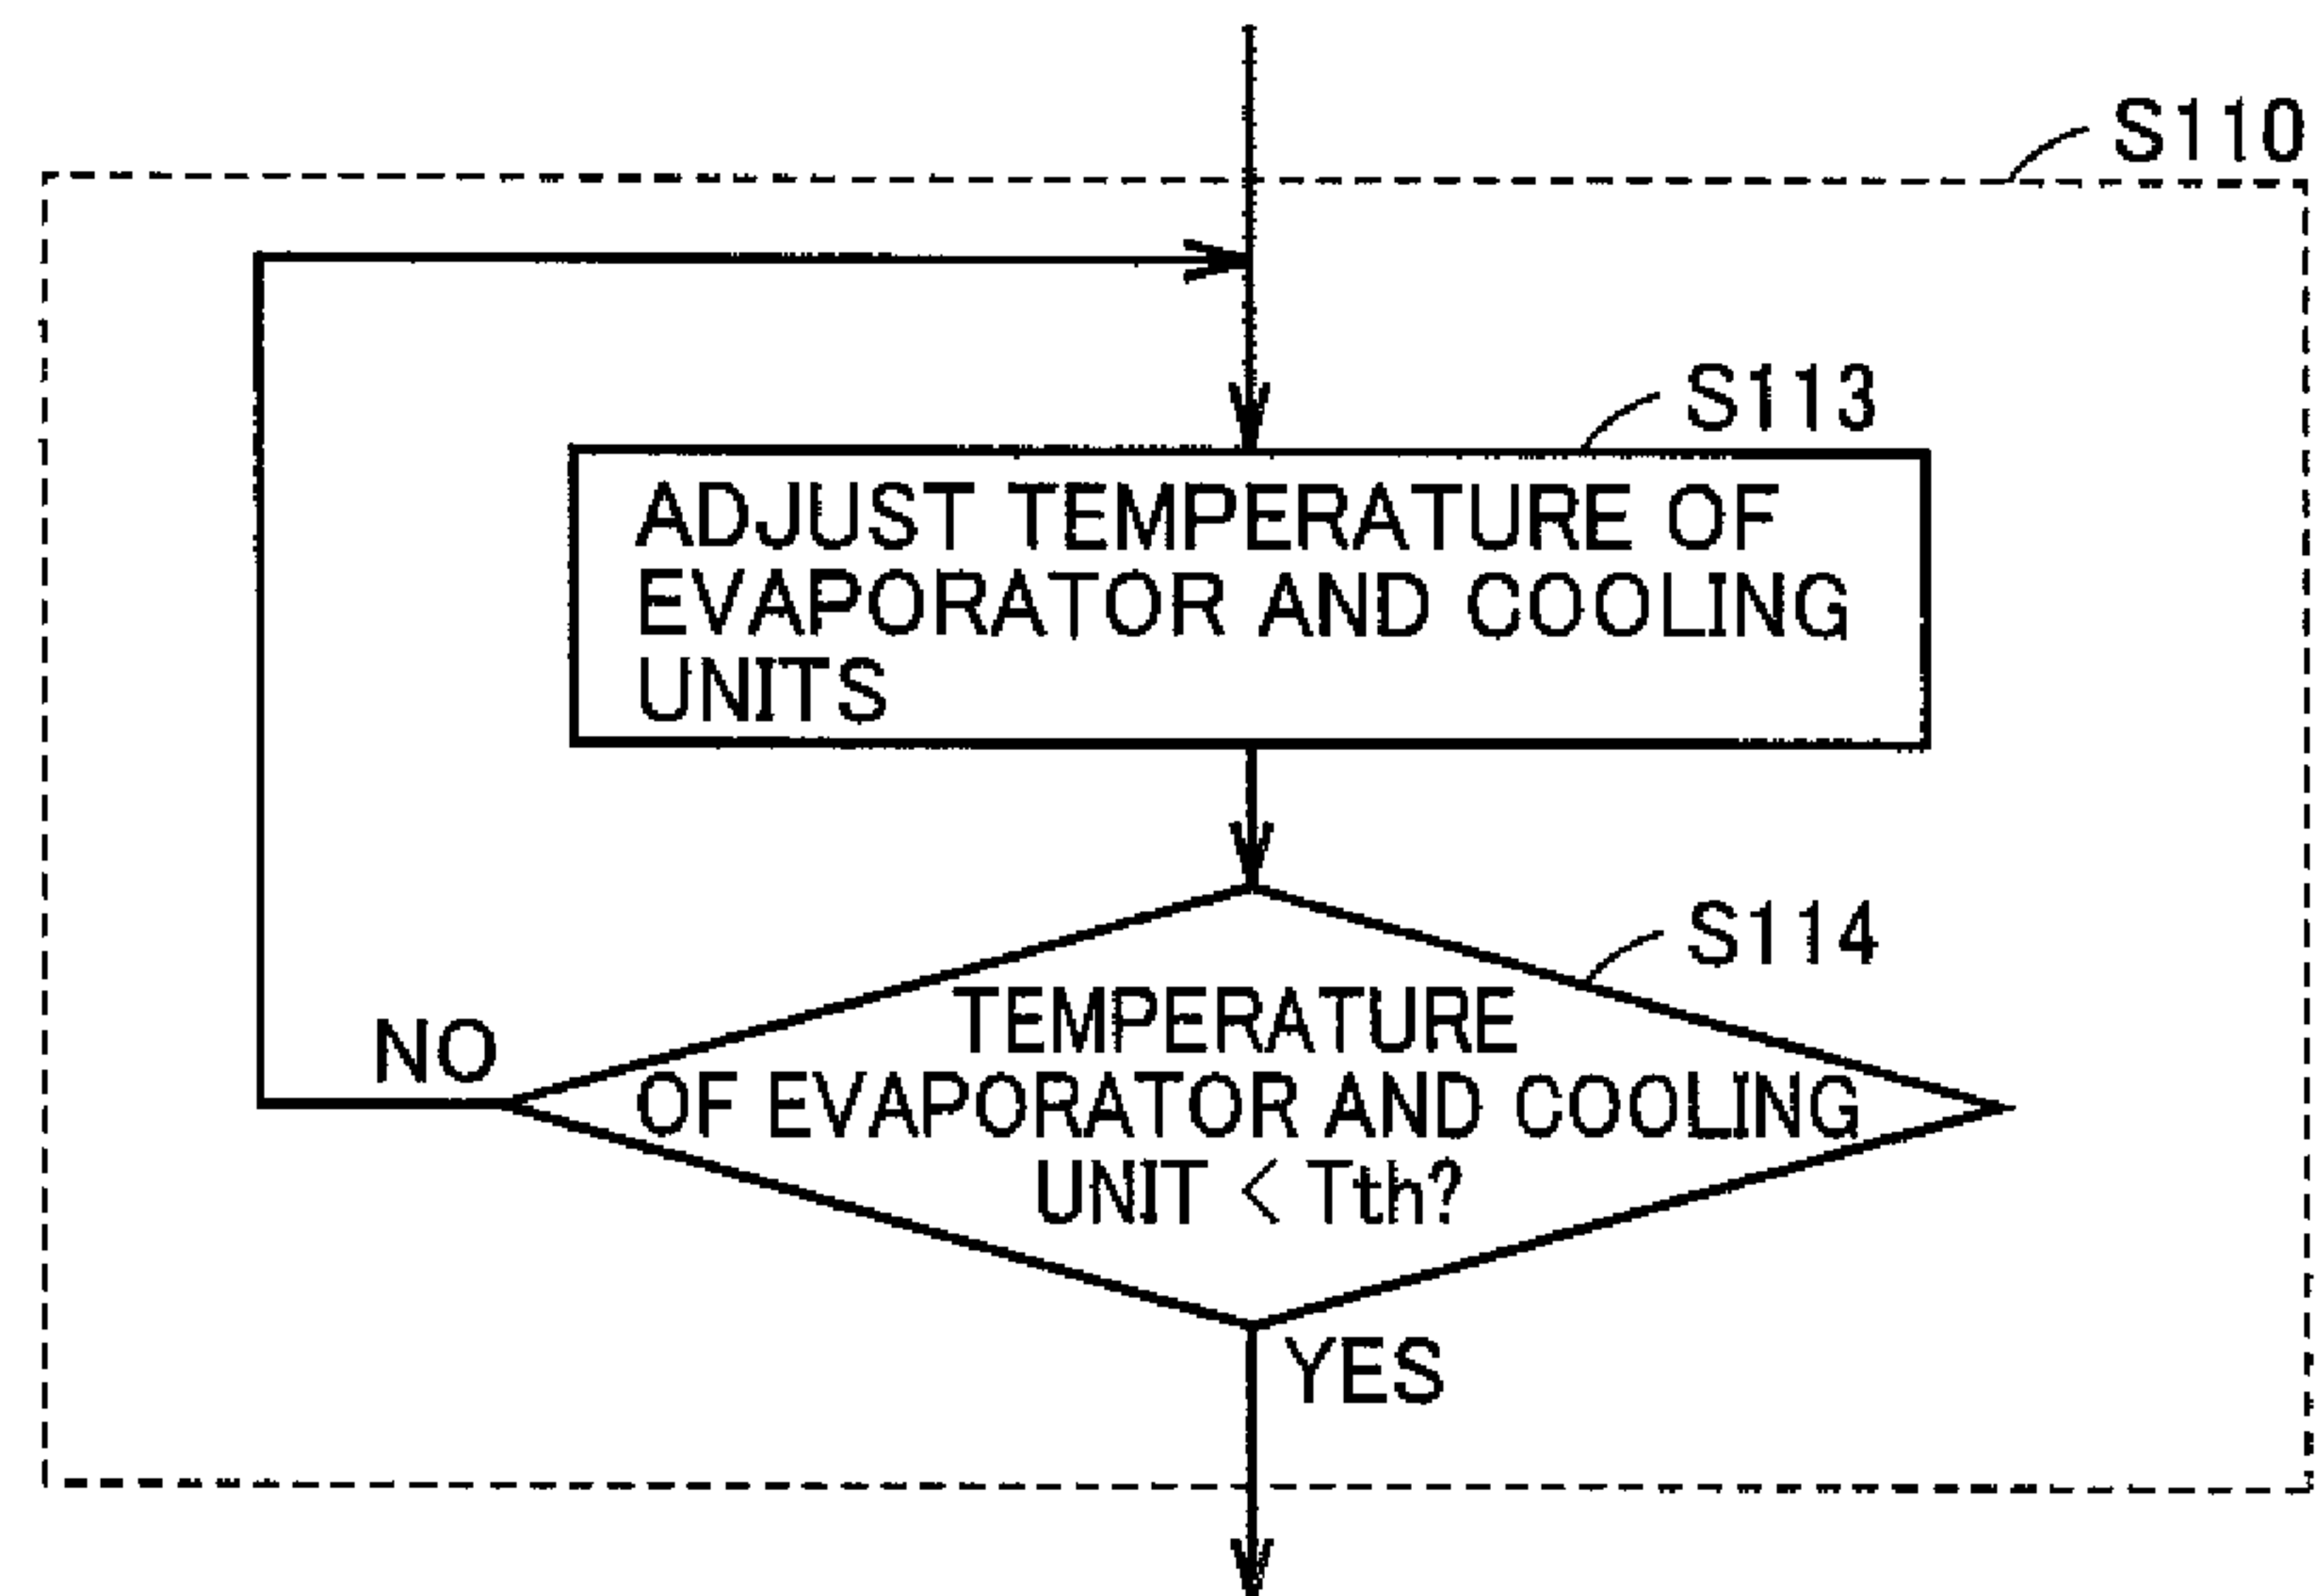 S110
S113
ADJUST TEMPERATURE OF
EVAPORATOR AND COOLING
UNITS
S114
TEMPERATURE
OF EVAPORATOR AND COOLING
UNIT < Tth?
NO
YES